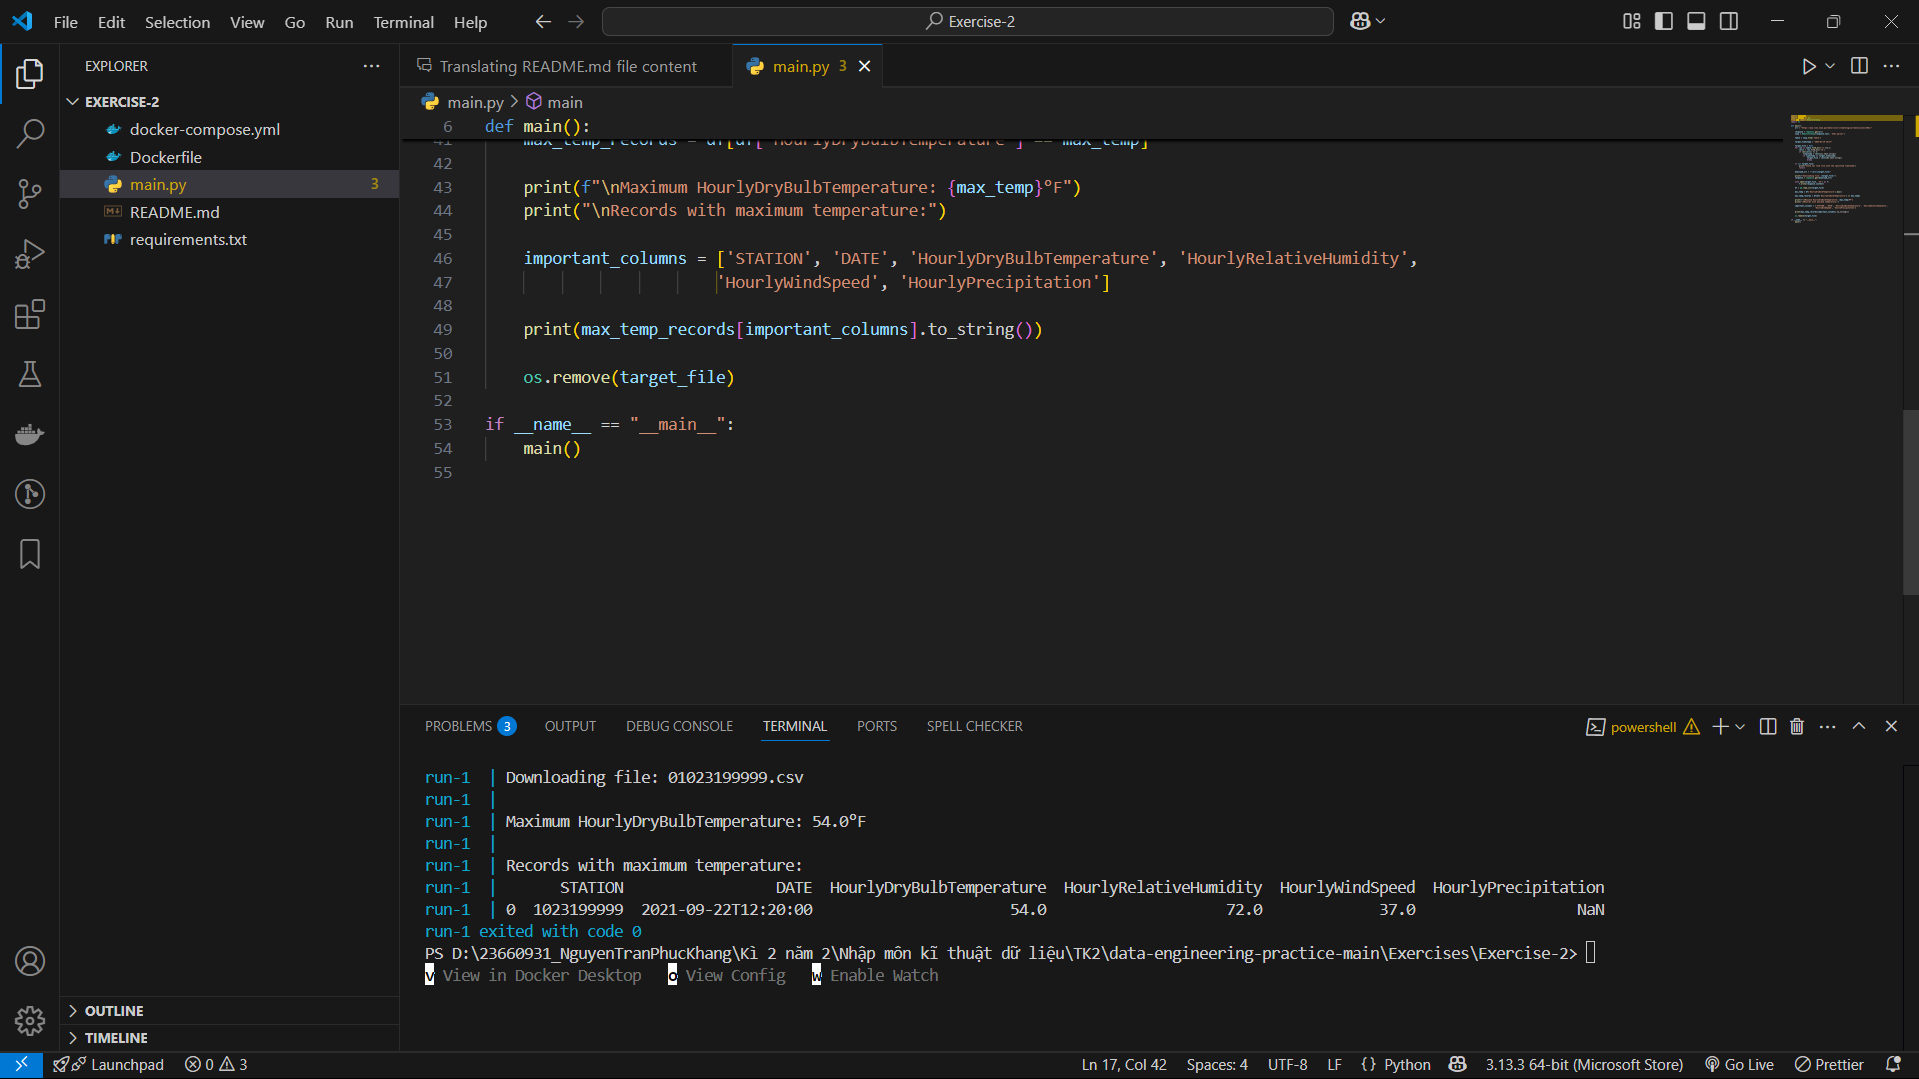 File Edit Selection View Go Run Terminal Help
Exercise-2
EXPLORER
EXERCISE-2
docker-compose.yml
Dockerfile
main.py 3
README.md
requirements.txt
OUTLINE
TIMELINE
Translating README.md file content
main.py 3
main.py > main
6 def main():
41 max_temp_records = df[df['HourlyDryBulbTemperature'] == max_temp]
42
43 print(f"\nMaximum HourlyDryBulbTemperature: {max_temp}°F")
44 print("\nRecords with maximum temperature:")
45
46 important_columns = ['STATION', 'DATE', 'HourlyDryBulbTemperature', 'HourlyRelativeHumidity',
47 'HourlyWindSpeed', 'HourlyPrecipitation']
48
49 print(max_temp_records[important_columns].to_string())
50
51 os.remove(target_file)
52
53 if __name__ == "__main__":
54 main()
55
PROBLEMS 3 OUTPUT DEBUG CONSOLE TERMINAL PORTS SPELL CHECKER
powershell
run-1 | Downloading file: 01023199999.csv
run-1 |
run-1 | Maximum HourlyDryBulbTemperature: 54.0°F
run-1 |
run-1 | Records with maximum temperature:
run-1 | STATION DATE HourlyDryBulbTemperature HourlyRelativeHumidity HourlyWindSpeed HourlyPrecipitation
run-1 | 0 1023199999 2021-09-22T12:20:00 54.0 72.0 37.0 NaN
run-1 exited with code 0
PS D:\23660931_NguyenTranPhucKhang\Kì 2 năm 2\Nhập môn kĩ thuật dữ liệu\TK2\data-engineering-practice-main\Exercises\Exercise-2>
v View in Docker Desktop o View Config w Enable Watch
Launchpad 0 3
Ln 17, Col 42 Spaces: 4 UTF-8 LF {} Python 3.13.3 64-bit (Microsoft Store) Go Live Prettier